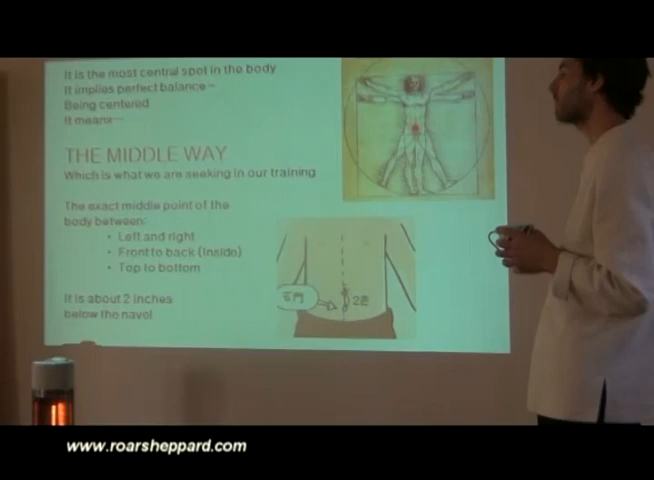 It is the most central spot in the body
It implies perfect balance
Being centered
It means
THE MIDDLE WAY
Which is what we are seeking in our training
The exact middle point of the
body between:
• Left and right
• Front to back (inside)
• Top to bottom
It is about 2 inches
below the navel
www.roarsheppard.com